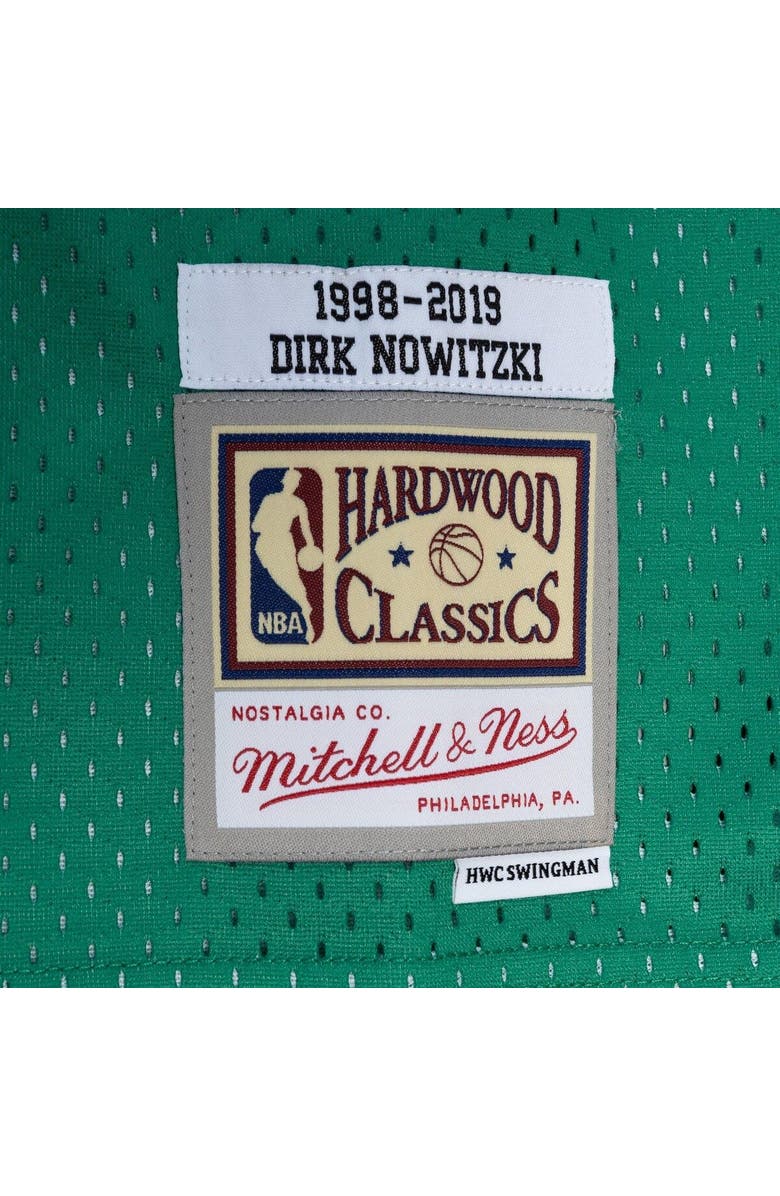 1998-2019
DIRK NOWITZKI
HARDWOOD
CLASSICS
NBA
NOSTALGIA CO.
Mitchell & Ness
PHILADELPHIA, PA.
HWC SWINGMAN